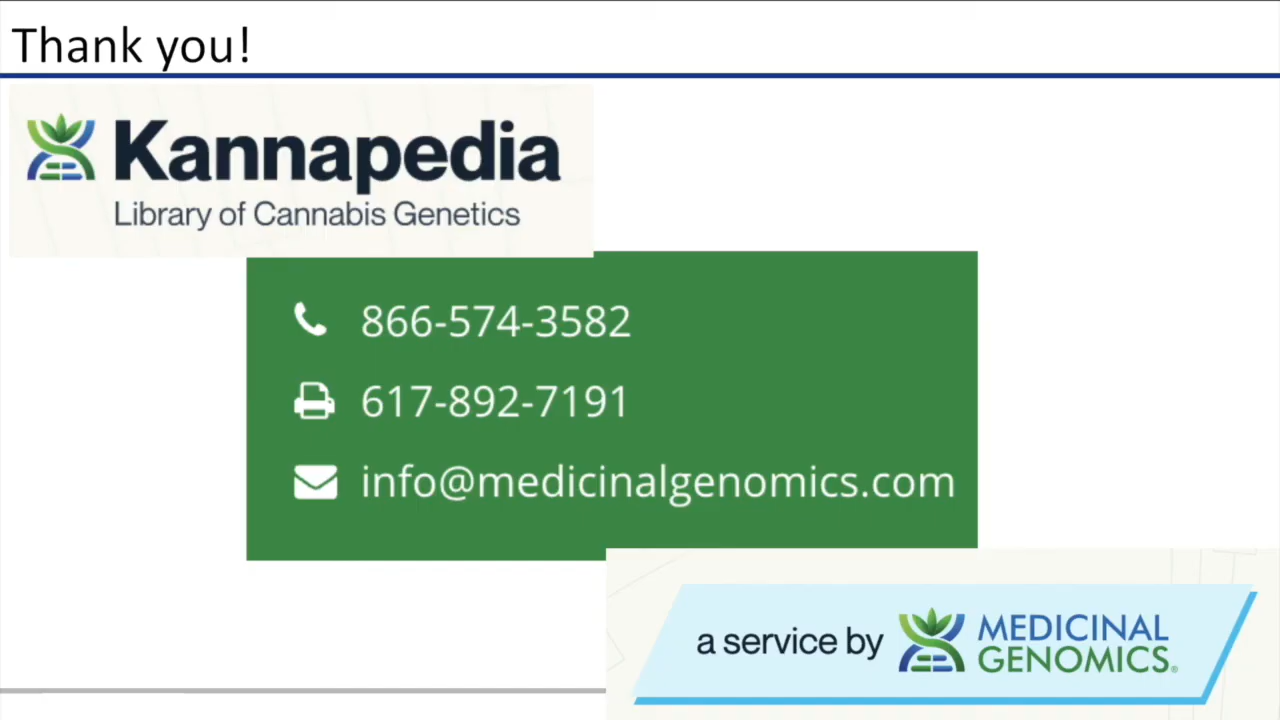 Thank you!
Kannapedia
Library of Cannabis Genetics
866-574-3582
617-892-7191
info@medicinalgenomics.com
a service by MEDICINAL
GENOMICS®